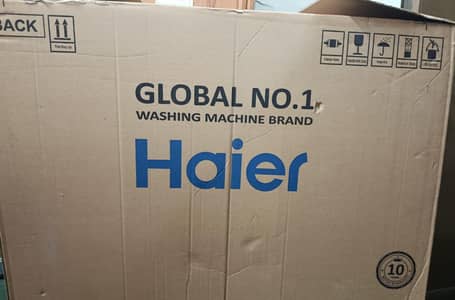 BACK
GLOBAL NO.1
WASHING MACHINE BRAND
Haier
10